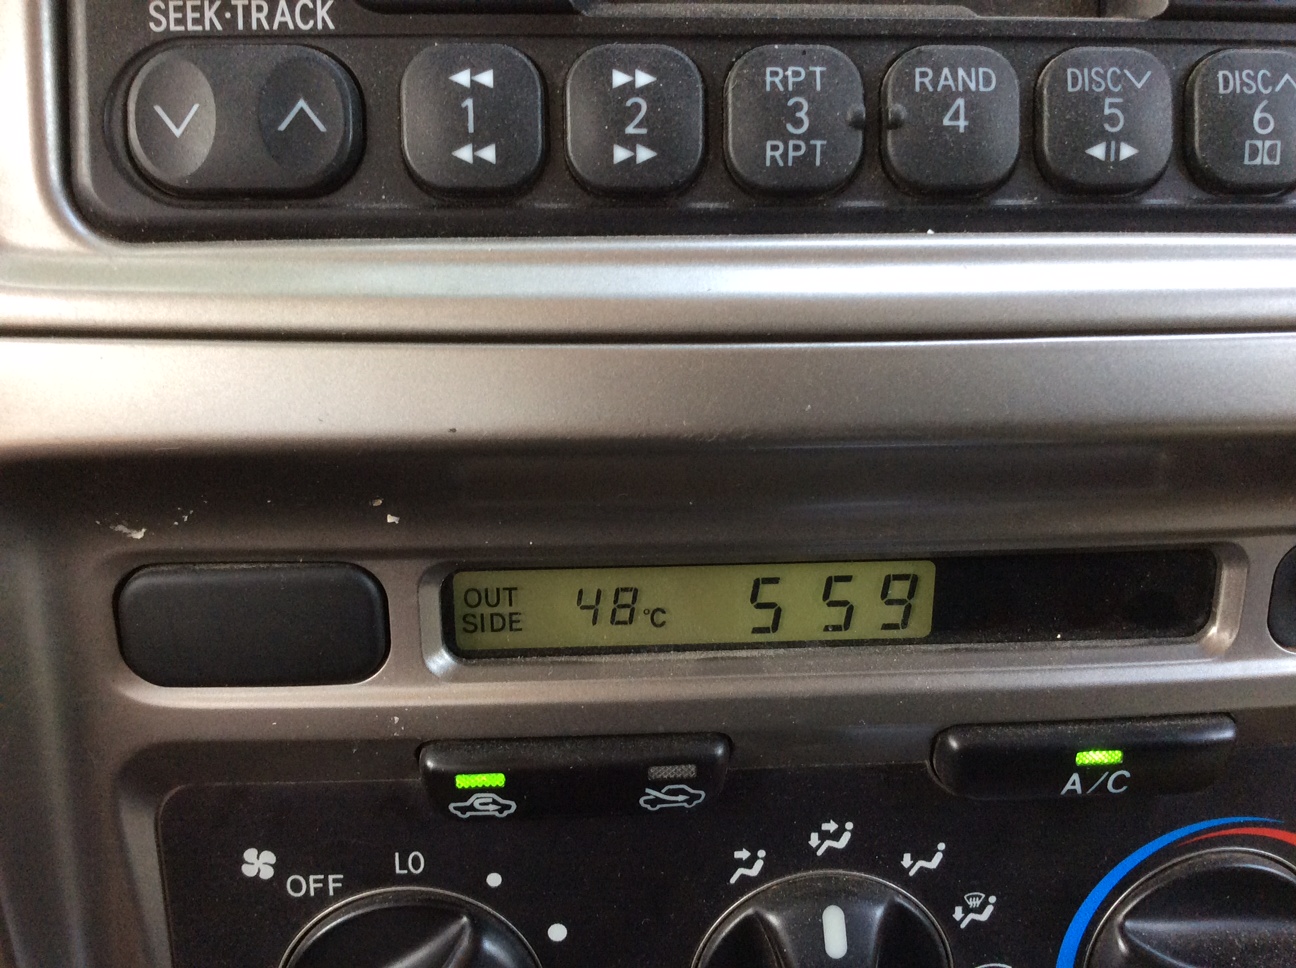 SEEK·TRACK
1
2
RPT
3
RPT
RAND
4
DISC
5
DISC
6
OUT
SIDE
48°C
5 59
A/C
OFF
LO